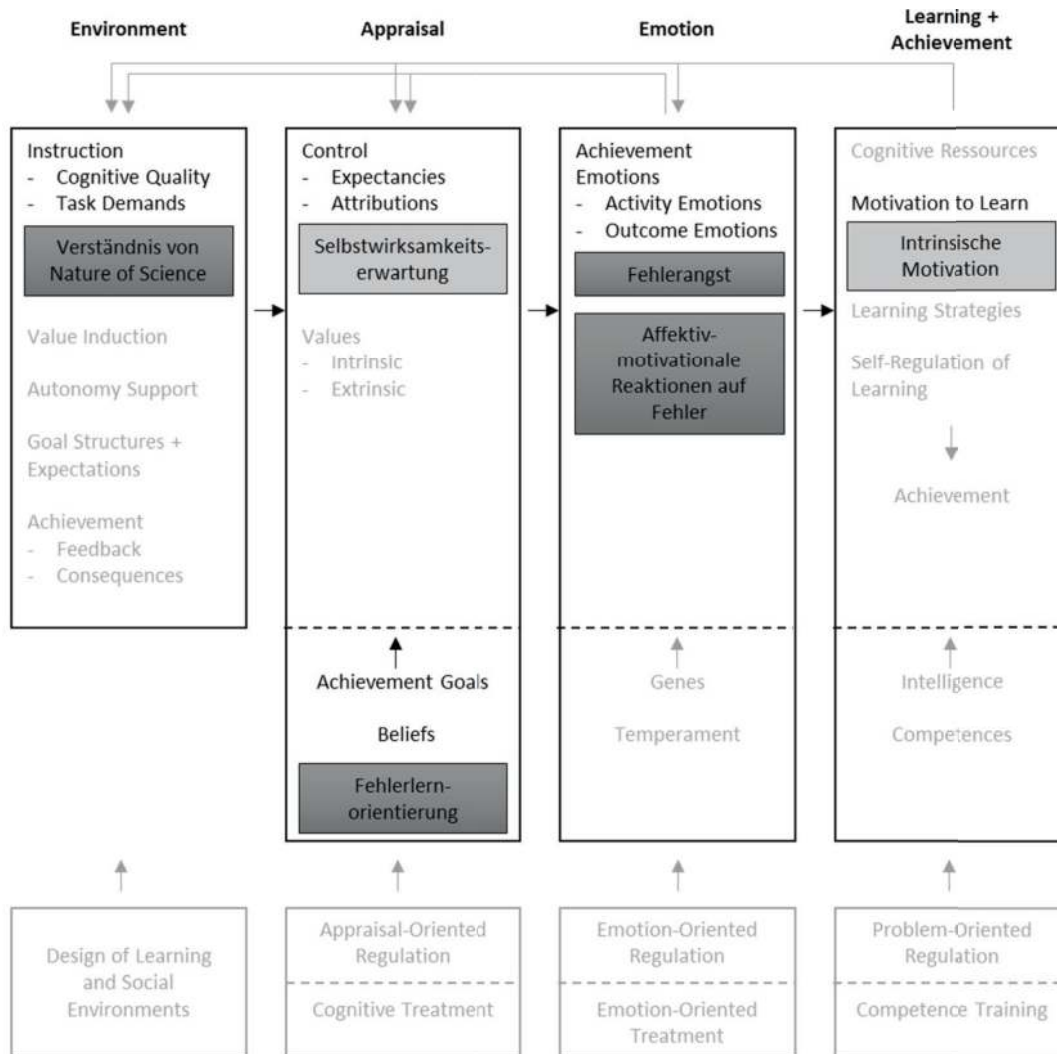 Environment
Appraisal
Emotion
Learning +
Achievement
Instruction
- Cognitive Quality
- Task Demands
Verständnis von
Nature of Science
Value Induction
Autonomy Support
Goal Structures +
Expectations
Achievement
- Feedback
- Consequences
Control
- Expectancies
- Attributions
Selbstwirksamkeits-
erwartung
Values
- Intrinsic
- Extrinsic
Achievement Goals
Beliefs
Fehlerlern-
orientierung
Achievement
Emotions
- Activity Emotions
- Outcome Emotions
Fehlerangst
Affektiv-
motivationale
Reaktionen auf
Fehler
Genes
Temperament
Cognitive Ressources
Motivation to Learn
Intrinsische
Motivation
Learning Strategies
Self-Regulation of
Learning
Achievement
Intelligence
Competences
Design of Learning
and Social
Environments
Appraisal-Oriented
Regulation
Cognitive Treatment
Emotion-Oriented
Regulation
Emotion-Oriented
Treatment
Problem-Oriented
Regulation
Competence Training